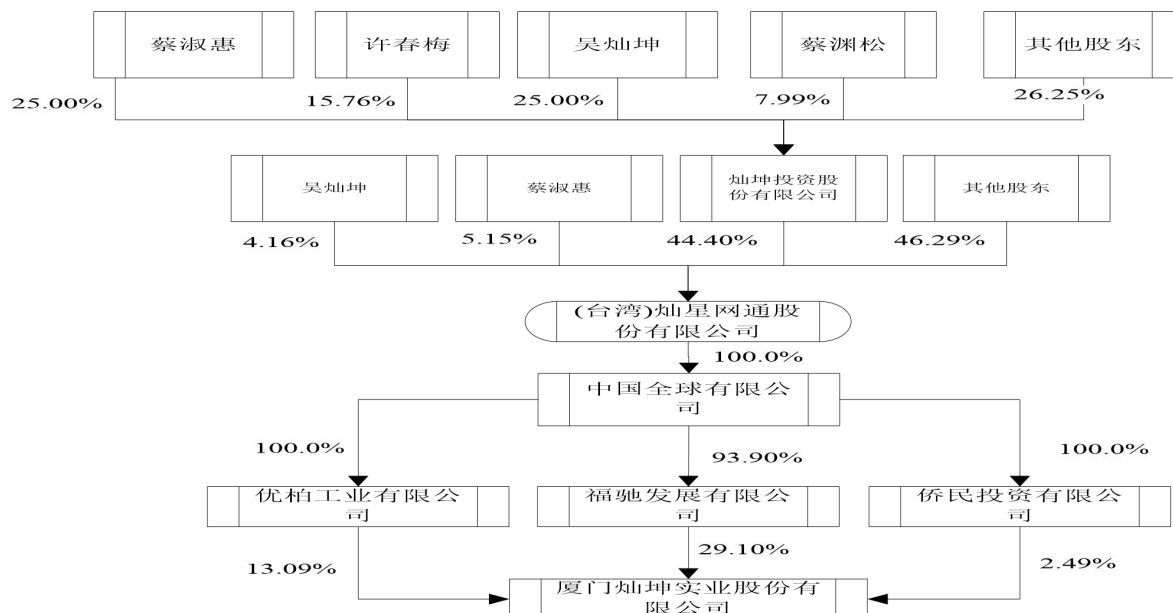 蔡淑惠
许春梅
吴灿坤
蔡渊松
其他股东
25.00%
15.76%
25.00%
7.99%
26.25%
吴灿坤
蔡淑惠
灿坤投资股
份有限公司
其他股东
4.16%
5.15%
44.40%
46.29%
(台湾)灿星网通股
份有限公司
100.0%
中国全球有限公
司
100.0%
93.90%
100.0%
优柏工业有限公
司
福驰发展有限公
司
侨民投资有限公
司
13.09%
29.10%
2.49%
厦门灿坤实业股份有
限公司